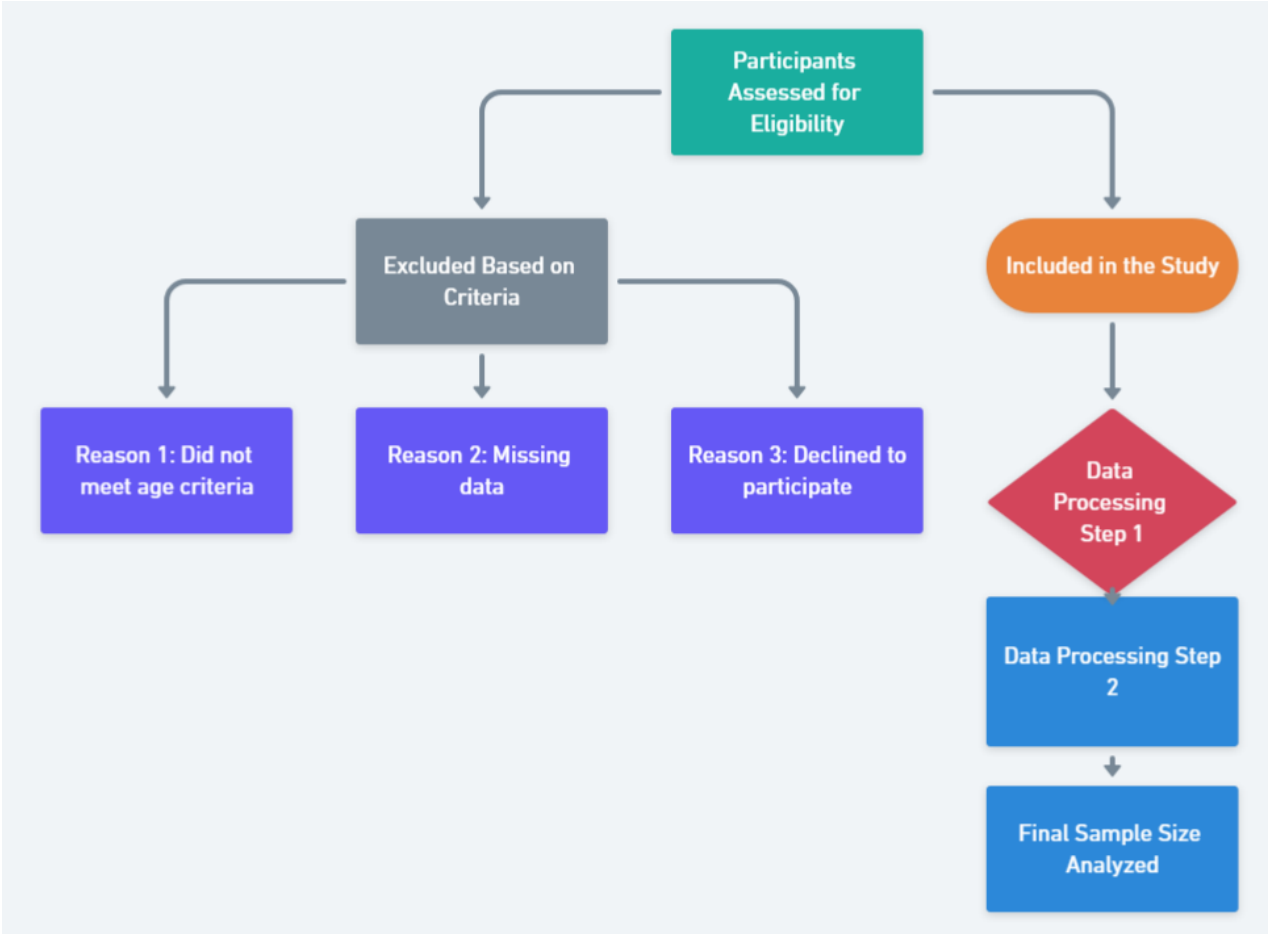 Participants
Assessed for
Eligibility
Excluded Based on
Criteria
Included in the Study
Reason 1: Did not
meet age criteria
Reason 2: Missing
data
Reason 3: Declined to
participate
Data
Processing
Step 1
Data Processing Step
2
Final Sample Size
Analyzed